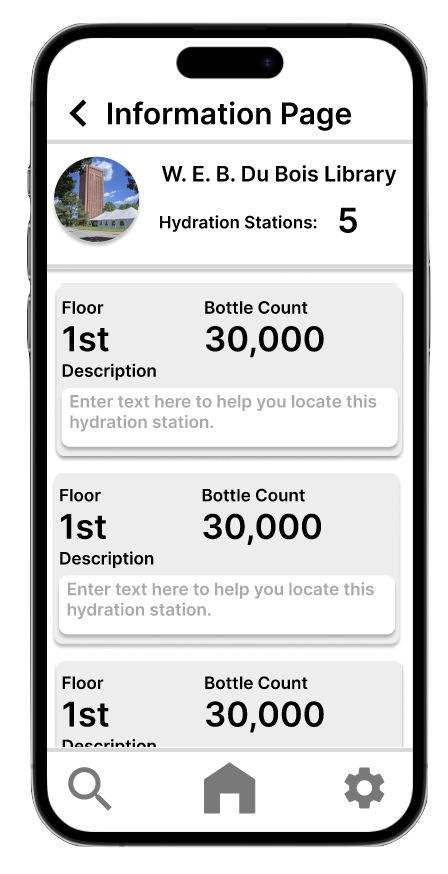 Information Page
W. E. B. Du Bois Library
Hydration Stations: 5
Floor Bottle Count
1st 30,000
Description
Enter text here to help you locate this
hydration station.
Floor Bottle Count
1st 30,000
Description
Enter text here to help you locate this
hydration station.
Floor Bottle Count
1st 30,000
Description